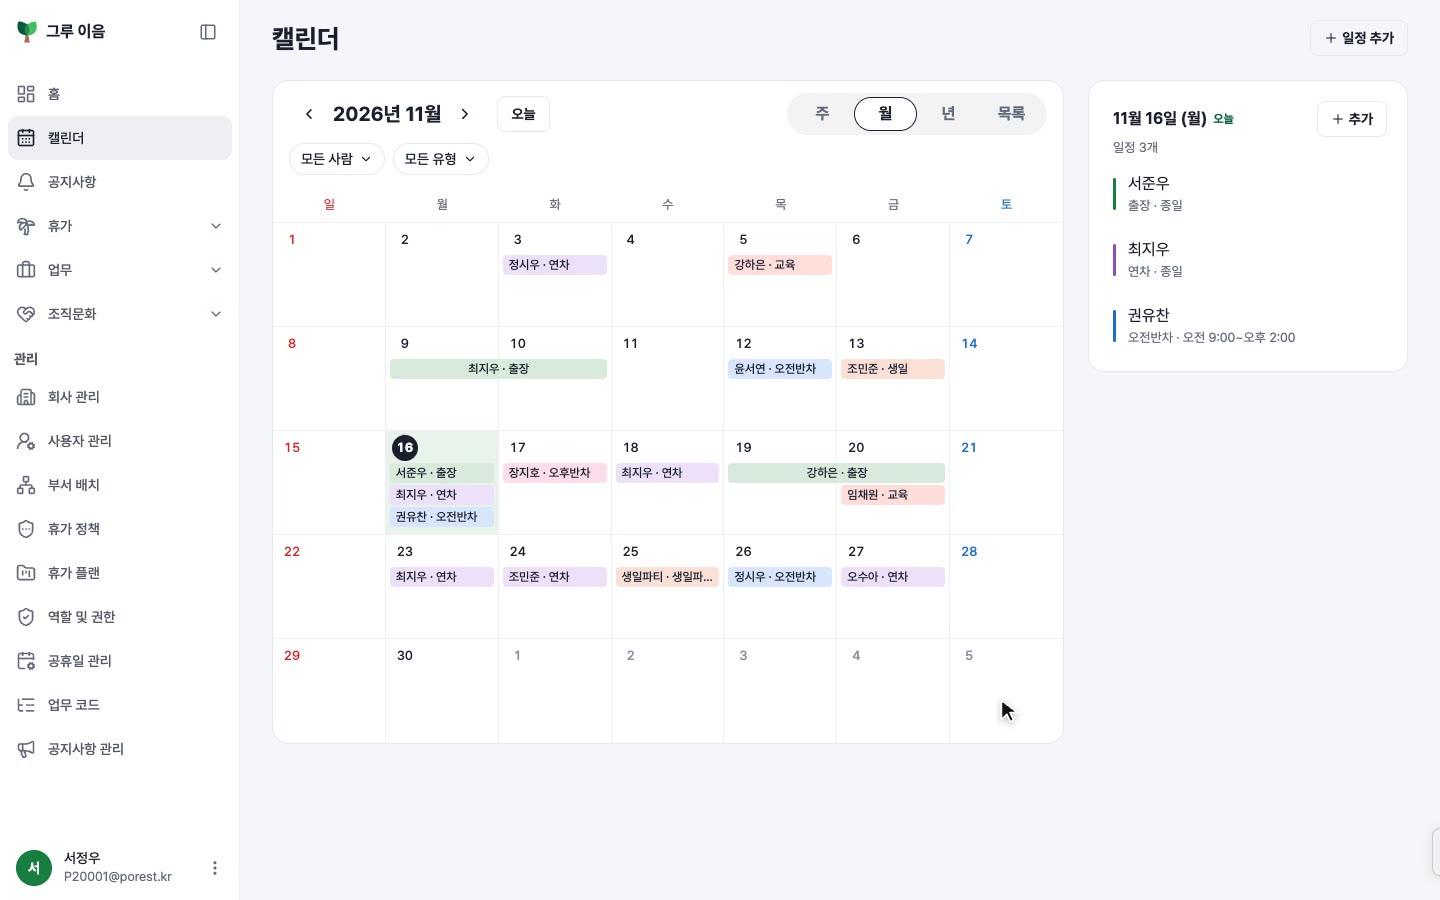 그루 이음
홈
캘린더
공지사항
휴가
업무
조직문화
관리
회사 관리
사용자 관리
부서 배치
휴가 정책
휴가 플랜
역할 및 권한
공휴일 관리
업무 코드
공지사항 관리
서
서정우
P20001@porest.kr
캘린더
일정 추가
2026년 11월
오늘
주 월 년 목록
모든 사람 모든 유형
일 월 화 수 목 금 토
1 2 3 4 5 6 7
정시우 · 연차 강하은 · 교육
8 9 10 11 12 13 14
최지우 · 출장 윤서연 · 오전반차 조민준 · 생일
15 16 17 18 19 20 21
서준우 · 출장 장지호 · 오후반차 최지우 · 연차 강하은 · 출장
최지우 · 연차 임채원 · 교육
권유찬 · 오전반차
22 23 24 25 26 27 28
최지우 · 연차 조민준 · 연차 생일파티 · 생일파... 정시우 · 오전반차 오수아 · 연차
29 30 1 2 3 4 5
11월 16일 (월) 오늘
추가
일정 3개
서준우
출장 · 종일
최지우
연차 · 종일
권유찬
오전반차 · 오전 9:00~오후 2:00